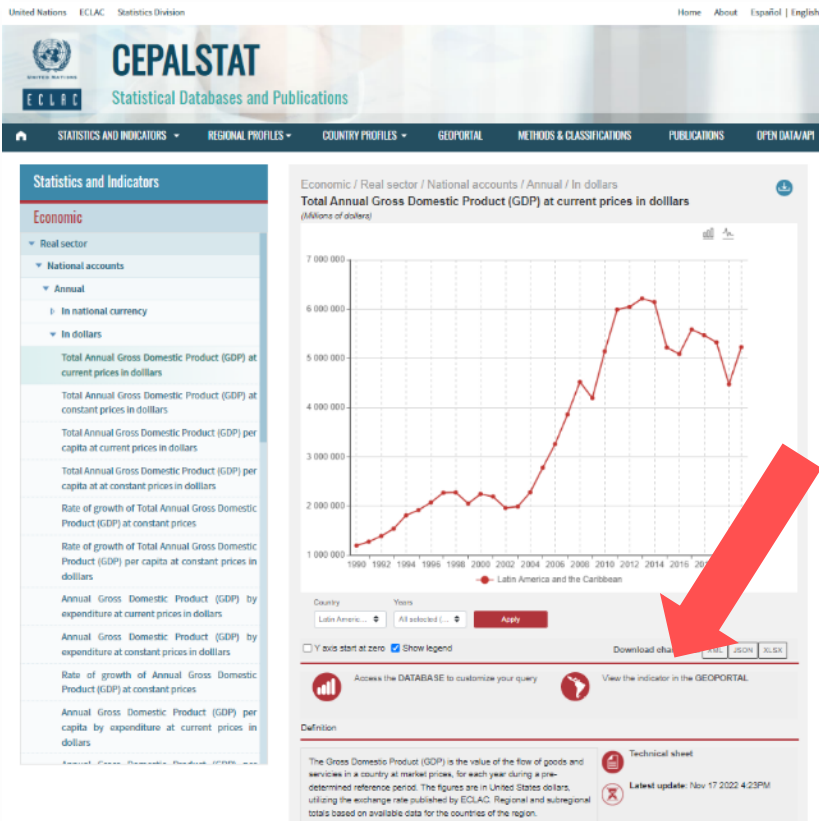 United Nations ECLAC Statistics Division
Home About Español | English
UNITED NATIONS
ECLAC
CEPALSTAT
Statistical Databases and Publications
STATISTICS AND INDICATORS REGIONAL PROFILES COUNTRY PROFILES GEOPORTAL METHODS & CLASSIFICATIONS PUBLICATIONS OPEN DATA/API
Statistics and Indicators
Economic
Real sector
National accounts
Annual
In national currency
In dollars
Total Annual Gross Domestic Product (GDP) at
current prices in dolllars
Total Annual Gross Domestic Product (GDP) at
constant prices in dolllars
Total Annual Gross Domestic Product (GDP) per
capita at current prices in dollars
Total Annual Gross Domestic Product (GDP) per
capita at at constant prices in dolllars
Rate of growth of Total Annual Gross Domestic
Product (GDP) at constant prices
Rate of growth of Total Annual Gross Domestic
Product (GDP) per capita at constant prices in
dolllars
Annual Gross Domestic Product (GDP) by
expenditure at current prices in dollars
Annual Gross Domestic Product (GDP) by
expenditure at constant prices in dolllars
Rate of growth of Annual Gross Domestic
Product (GDP) at constant prices
Annual Gross Domestic Product (GDP) per
capita by expenditure at current prices in
dollars
Economic / Real sector / National accounts / Annual / In dollars
Total Annual Gross Domestic Product (GDP) at current prices in dolllars
(Millions of dollars)
7 000 000
6 000 000
5 000 000
4 000 000
3 000 000
2 000 000
1 000 000
1990 1992 1994 1996 1998 2000 2002 2004 2006 2008 2010 2012 2014 2016
Latin America and the Caribbean
Country Years
Latin Americ... All selected (... Apply
Y axis start at zero Show legend
Download XML JSON XLSX
Access the DATABASE to customize your query
View the indicator in the GEOPORTAL
Definition
The Gross Domestic Product (GDP) is the value of the flow of goods and
servicies in a country at market prices, for each year during a pre-
determined reference period. The figures are in United States dollars,
utilizing the exchange rate published by ECLAC. Regional and subregional
totals based on available data for the countries of the region.
Technical sheet
Latest update: Nov 17 2022 4:23PM